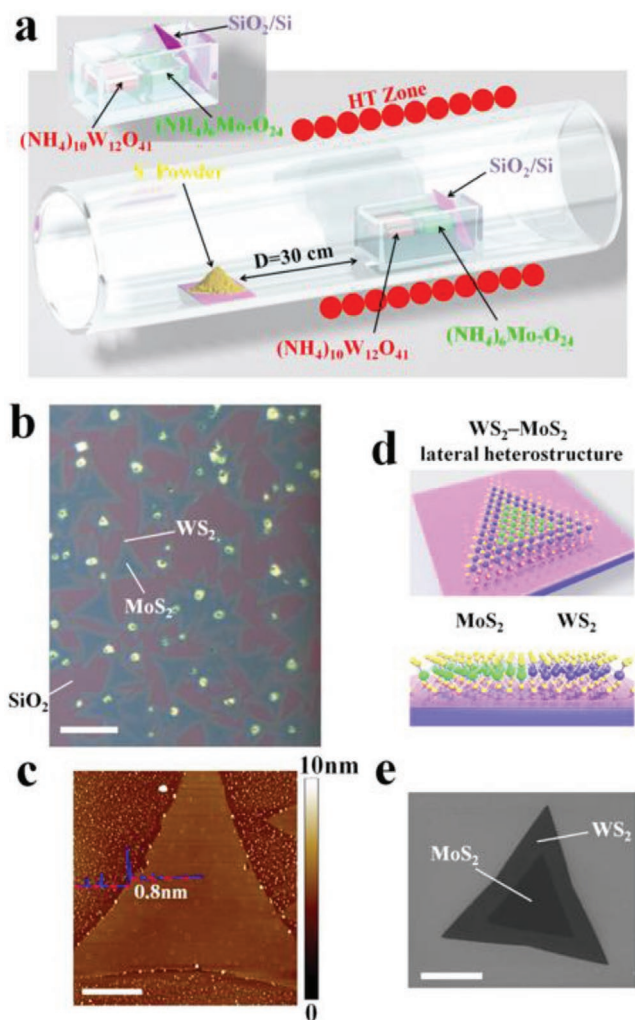 a
SiO₂/Si
(NH₄)₆Mo₇O₂₄
(NH₄)₁₀W₁₂O₄₁
HT Zone
S Powder
SiO₂/Si
D=30 cm
(NH₄)₁₀W₁₂O₄₁
(NH₄)₆Mo₇O₂₄
b
WS₂
MoS₂
SiO₂
c
10nm
0.8nm
0
d
WS₂–MoS₂
lateral heterostructure
MoS₂ WS₂
e
WS₂
MoS₂